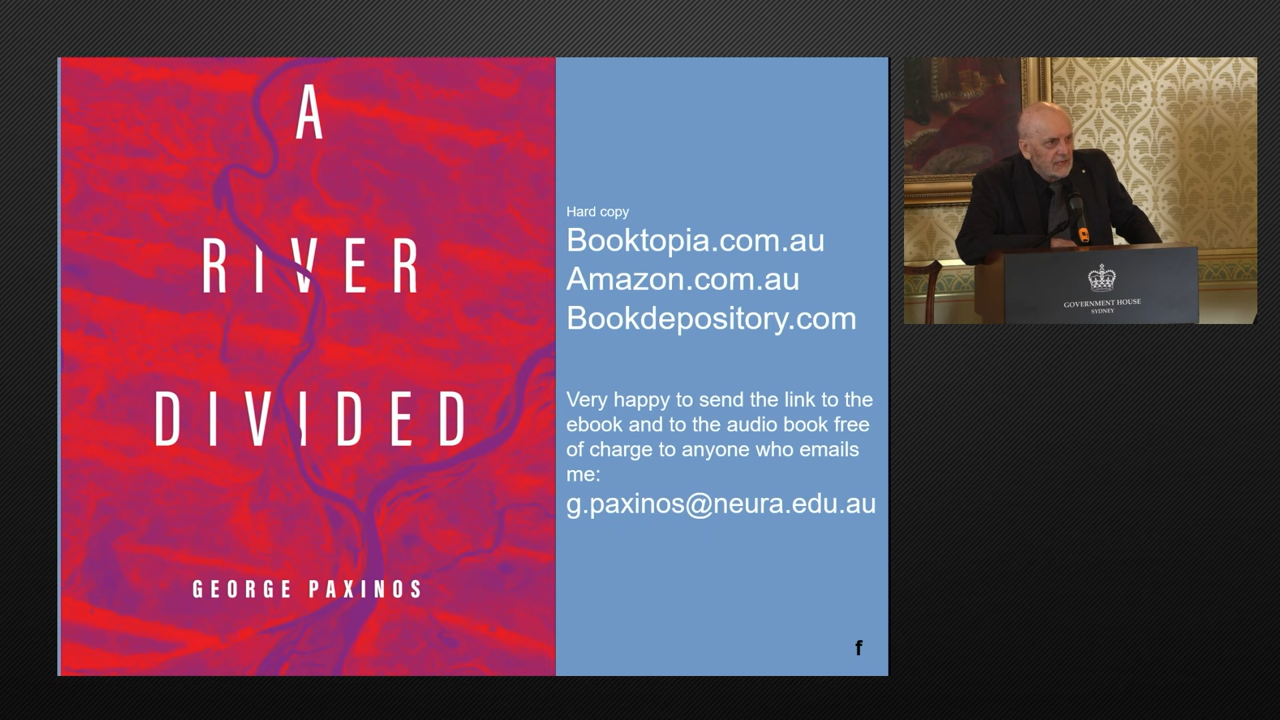 A
RIVER
DIVIDED
GEORGE PAXINOS
Hard copy
Booktopia.com.au
Amazon.com.au
Bookdepository.com
Very happy to send the link to the
ebook and to the audio book free
of charge to anyone who emails
me:
g.paxinos@neura.edu.au
f
GOVERNMENT HOUSE
SYDNEY